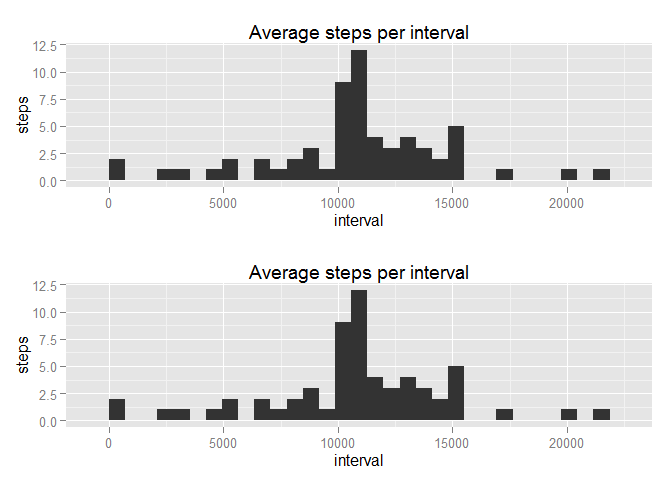 Average steps per interval
12.5
10.0
7.5
5.0
2.5
0.0
steps
0 5000 10000 15000 20000
interval
Average steps per interval
12.5
10.0
7.5
5.0
2.5
0.0
steps
0 5000 10000 15000 20000
interval